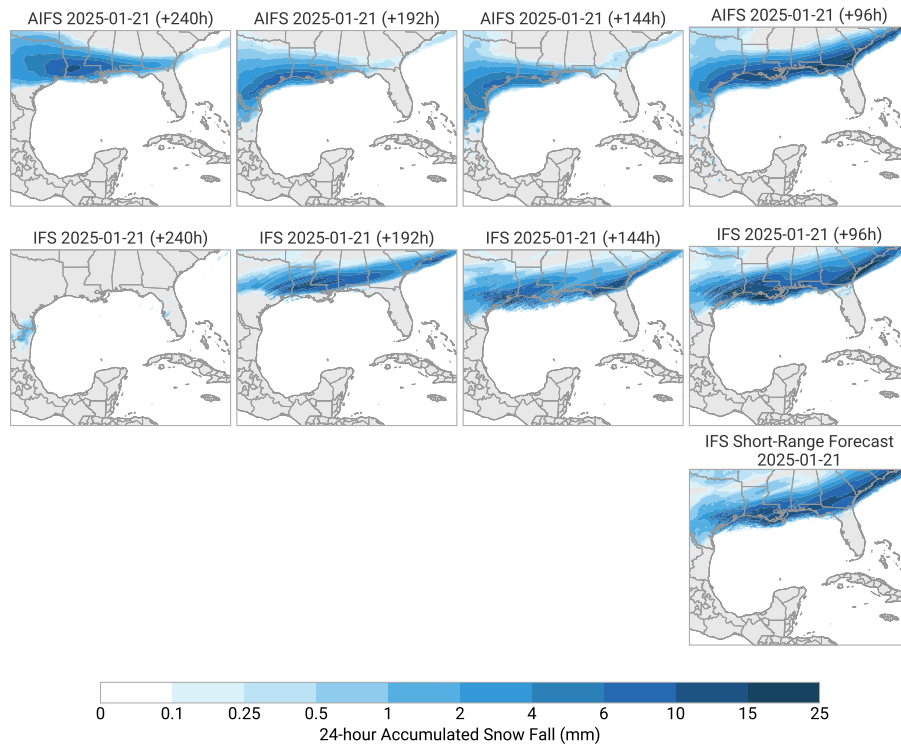 AIFS 2025-01-21 (+240h)
AIFS 2025-01-21 (+192h)
AIFS 2025-01-21 (+144h)
AIFS 2025-01-21 (+96h)
IFS 2025-01-21 (+240h)
IFS 2025-01-21 (+192h)
IFS 2025-01-21 (+144h)
IFS 2025-01-21 (+96h)
IFS Short-Range Forecast
2025-01-21
0 0.1 0.25 0.5 1 2 4 6 10 15 25
24-hour Accumulated Snow Fall (mm)